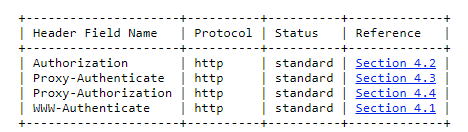 Header Field Name | Protocol | Status | Reference
Authorization | http | standard | Section 4.2
Proxy-Authenticate | http | standard | Section 4.3
Proxy-Authorization | http | standard | Section 4.4
WWW-Authenticate | http | standard | Section 4.1